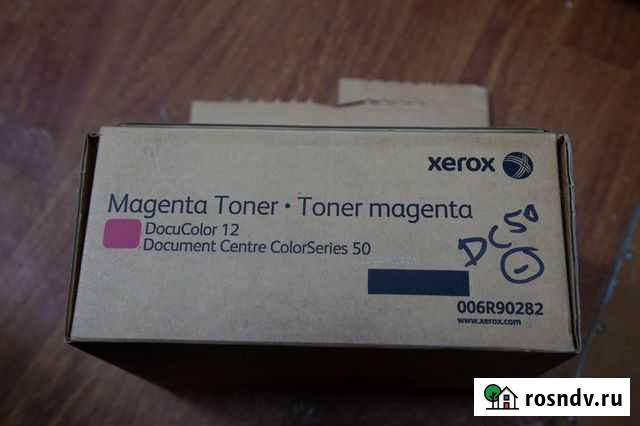 xerox
Magenta Toner • Toner magenta
DocuColor 12
Document Centre ColorSeries 50
DC50
006R90282
www.xerox.com
rosndv.ru